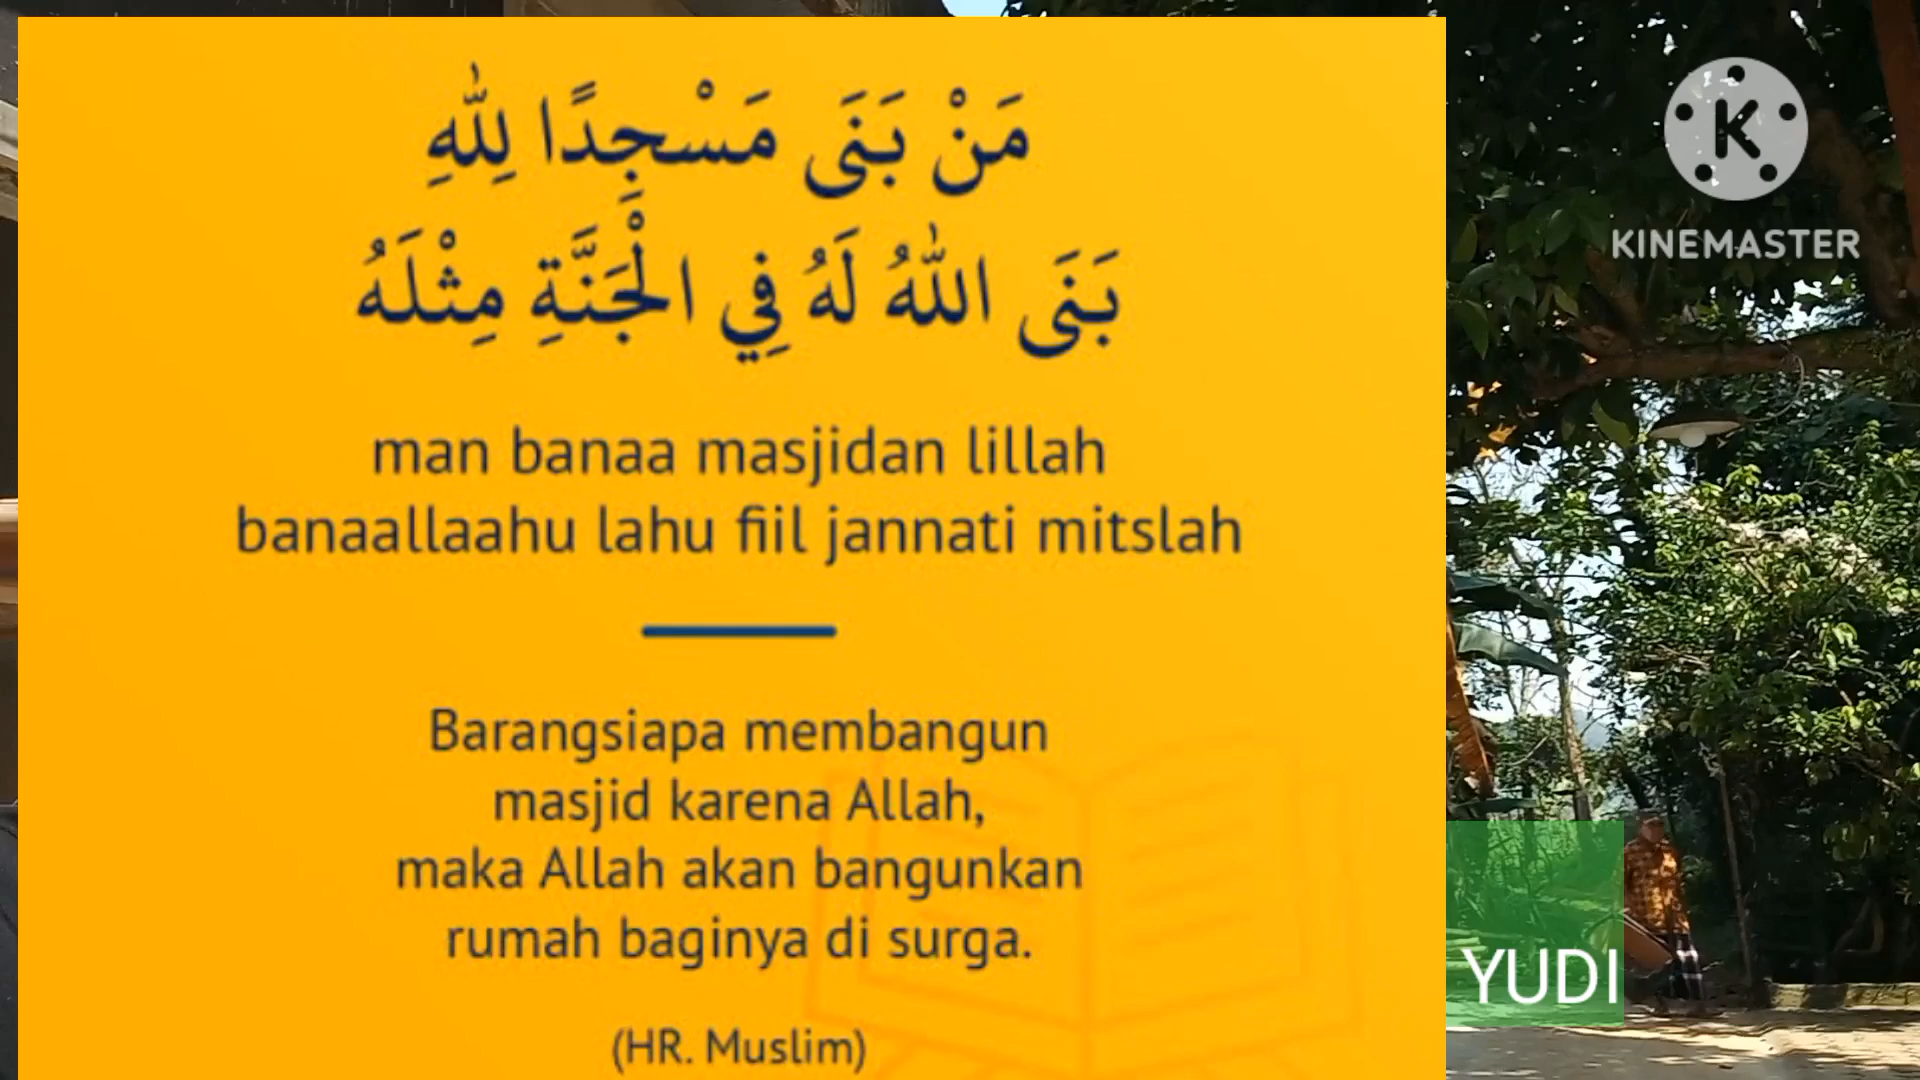 مَنْ بَنَى مَسْجِدًا لِلّٰهِ
بَنَى اللّٰهُ لَهُ فِي الْجَنَّةِ مِثْلَهُ
man banaa masjidan lillah
banaallaahu lahu fiil jannati mitslah
Barangsiapa membangun
masjid karena Allah,
maka Allah akan bangunkan
rumah baginya di surga.
(HR. Muslim)
K
KINEMASTER
YUDI